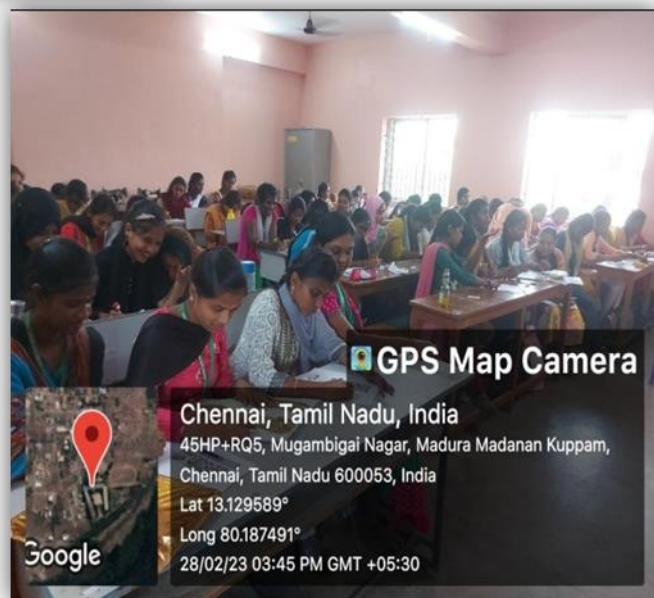 GPS Map Camera
Chennai, Tamil Nadu, India
45HP+RQ5, Mugambigai Nagar, Madura Madanan Kuppam,
Chennai, Tamil Nadu 600053, India
Lat 13.129589°
Long 80.187491°
28/02/23 03:45 PM GMT +05:30
Google